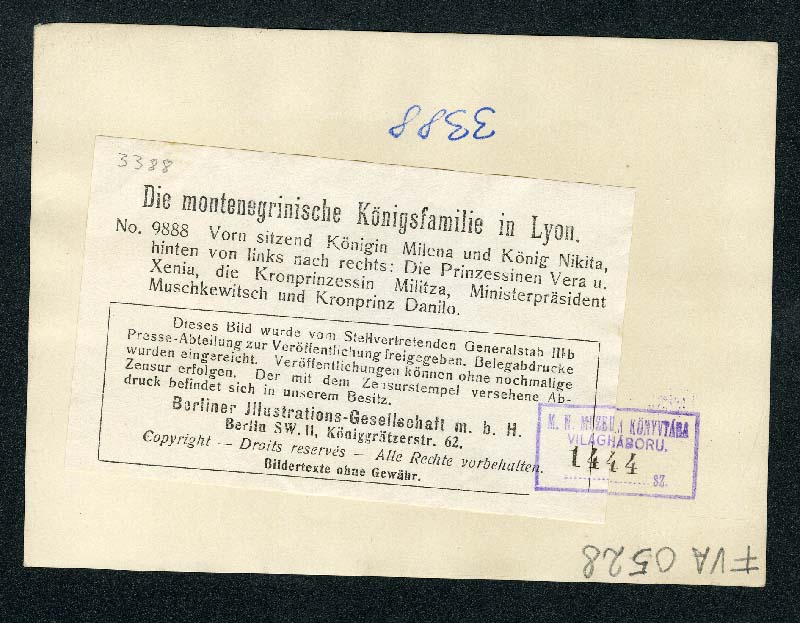 3388
3388
Die montenegrinische Königsfamilie in Lyon.
No. 9888 Vorn sitzend Königin Milena und König Nikita,
hinten von links nach rechts: Die Prinzessinen Vera u.
Xenia, die Kronprinzessin Militza, Ministerpräsident
Muschkewitsch und Kronprinz Danilo.
Dieses Bild wurde vom Stellvertretenden Generalstab IIIb
Presse-Abteilung zur Veröffentlichung freigegeben. Belegabdrucke
wurden eingereicht. Veröffentlichungen können ohne nochmalige
Zensur erfolgen. Der mit dem Zensurstempel versehene Ab-
druck befindet sich in unserem Besitz.
Berliner Jllustrations-Gesellschaft m. b. H.
Berlin SW. 11, Königgrätzerstr. 62.
Copyright -- Droits reservés – Alle Rechte vorbehalten.
Bildertexte ohne Gewähr.
M. N. MUZEUM KÖNYVTÁRA
VILÁGHÁBORU.
1444
SZ.
FVA 0528